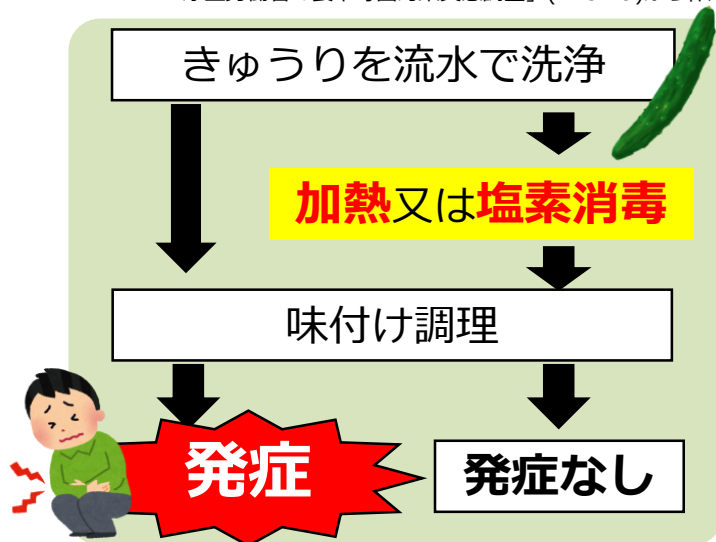 きゅうりを流水で洗浄
加熱又は塩素消毒
味付け調理
発症
発症なし